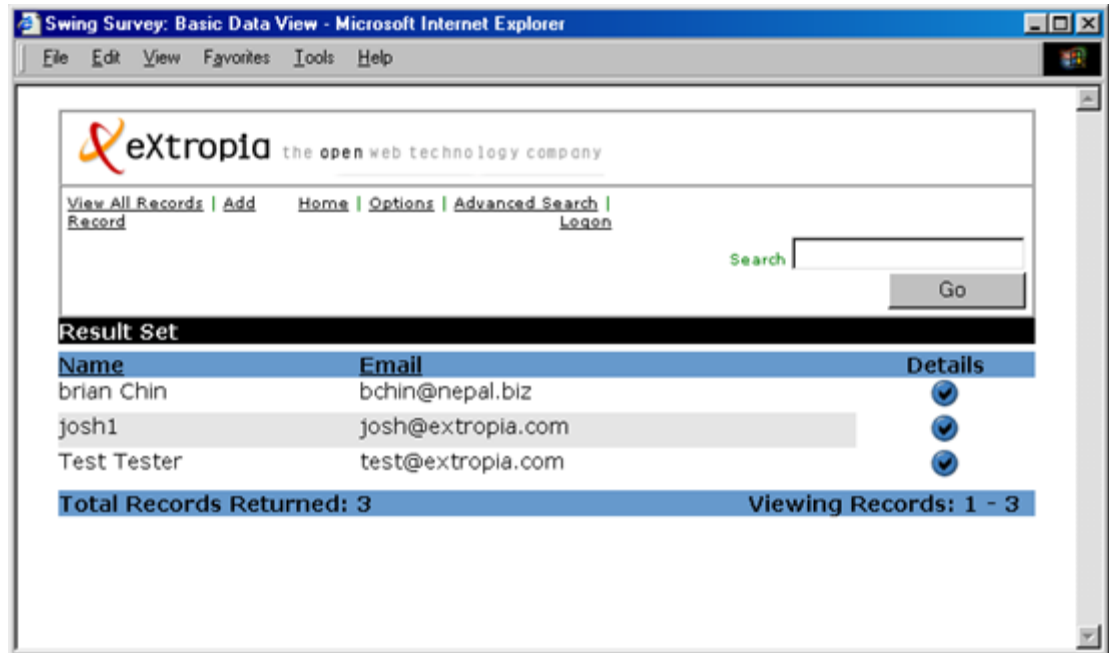 Swing Survey: Basic Data View - Microsoft Internet Explorer
File Edit View Favorites Tools Help
eXtropia the open web technology company
View All Records | Add Home | Options | Advanced Search |
Record Logon
Search
Go
Result Set
Name Email Details
brian Chin bchin@nepal.biz
josh1 josh@extropia.com
Test Tester test@extropia.com
Total Records Returned: 3 Viewing Records: 1 - 3